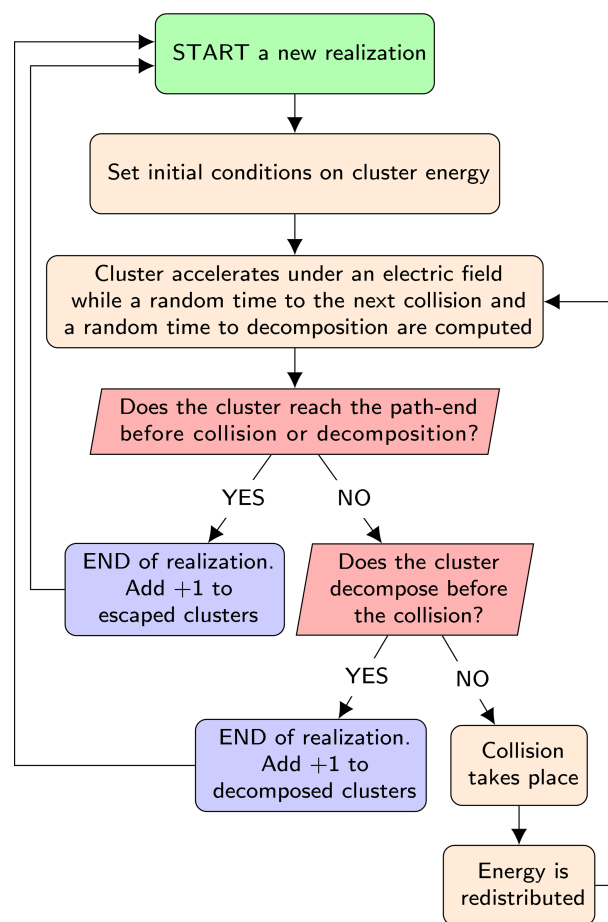 START a new realization
Set initial conditions on cluster energy
Cluster accelerates under an electric field
while a random time to the next collision and
a random time to decomposition are computed
Does the cluster reach the path-end
before collision or decomposition?
YES
NO
END of realization.
Add +1 to
escaped clusters
Does the cluster
decompose before
the collision?
YES
NO
END of realization.
Add +1 to
decomposed clusters
Collision
takes place
Energy is
redistributed